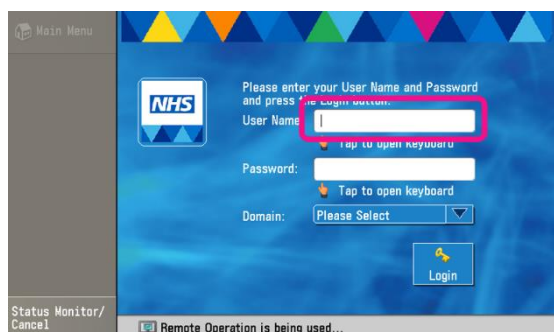 Main Menu
Please enter your User Name and Password
and press the Login button.
NHS
User Name
Tap to open keyboard
Password:
Tap to open keyboard
Domain: Please Select
Login
Status Monitor/
Cancel
Remote Operation is being used...